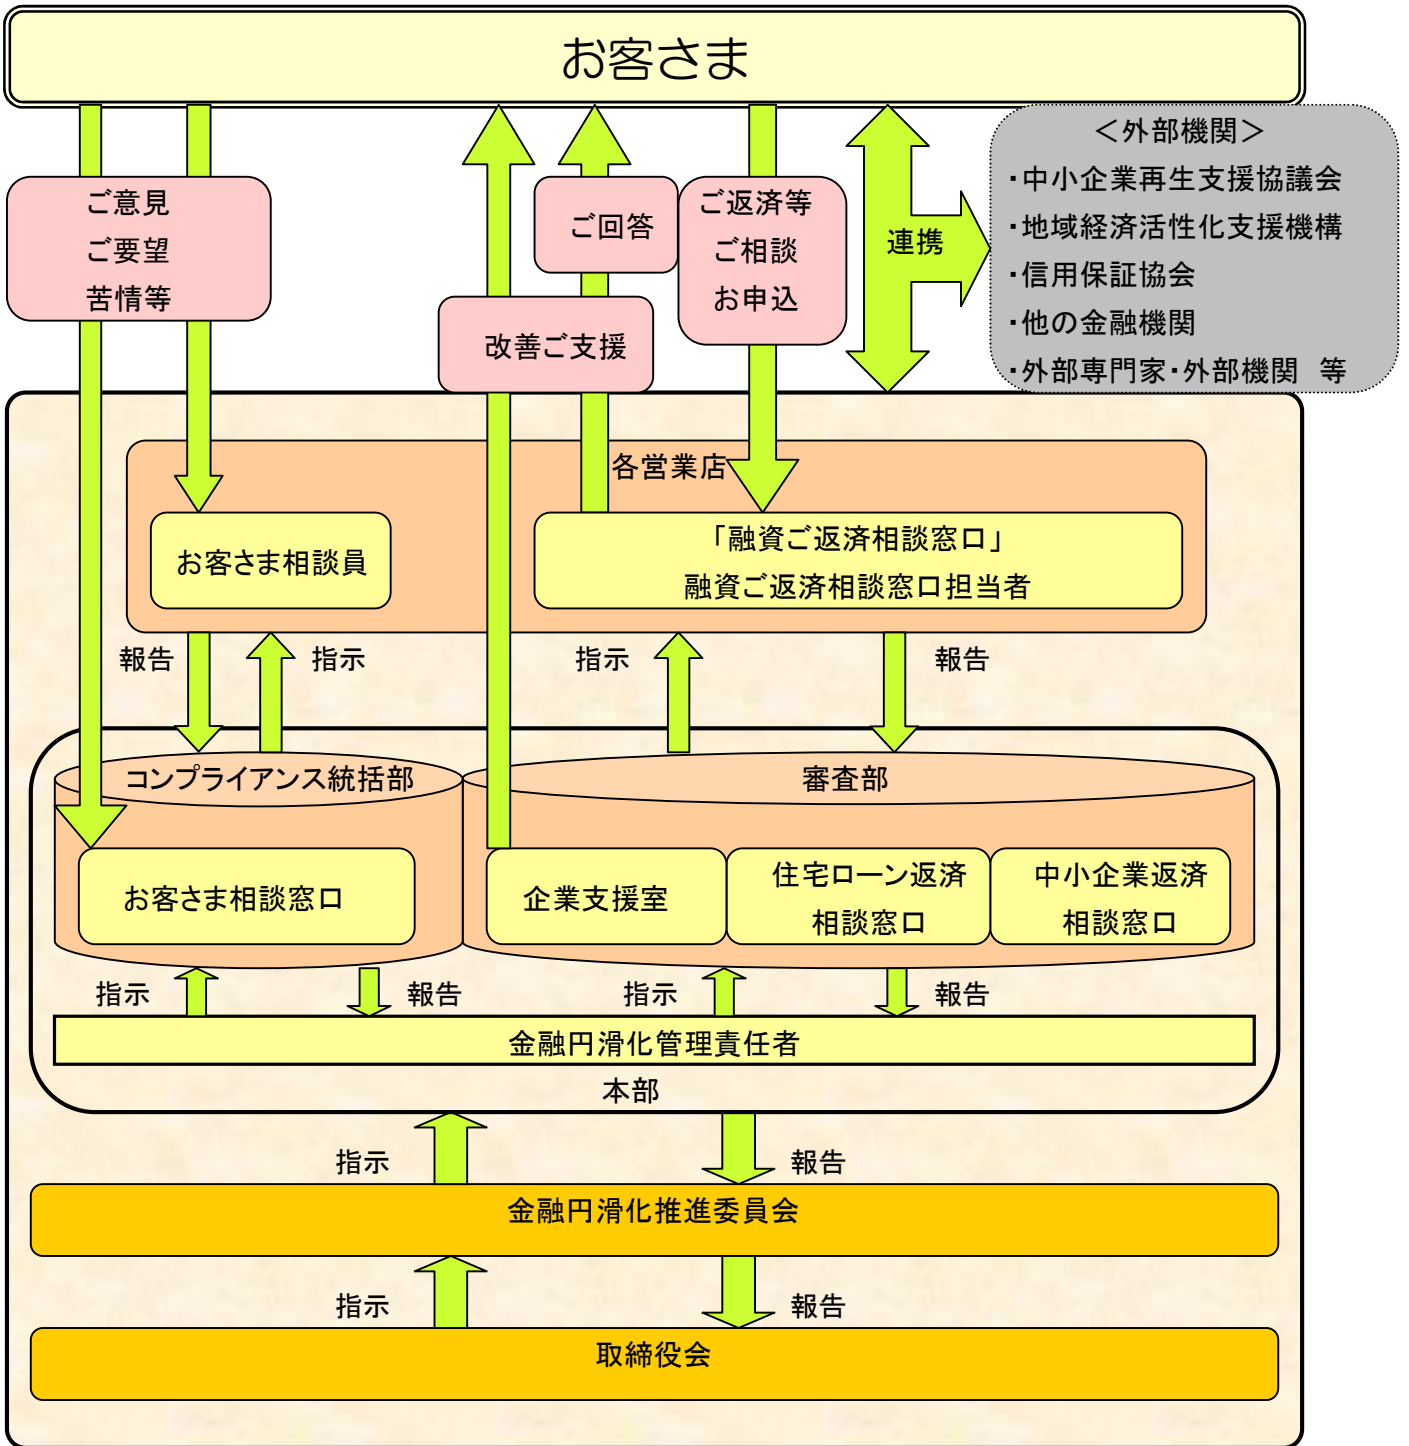 お客さま
<外部機関>
・中小企業再生支援協議会
・地域経済活性化支援機構
・信用保証協会
・他の金融機関
・外部専門家・外部機関　等
ご意見
ご要望
苦情等
ご回答
ご返済等
ご相談
お申込
連携
改善ご支援
各営業店
お客さま相談員
「融資ご返済相談窓口」
融資ご返済相談窓口担当者
報告
指示
指示
報告
コンプライアンス統括部
審査部
お客さま相談窓口
企業支援室
住宅ローン返済
相談窓口
中小企業返済
相談窓口
指示
報告
指示
報告
金融円滑化管理責任者
本部
指示
報告
金融円滑化推進委員会
指示
報告
取締役会